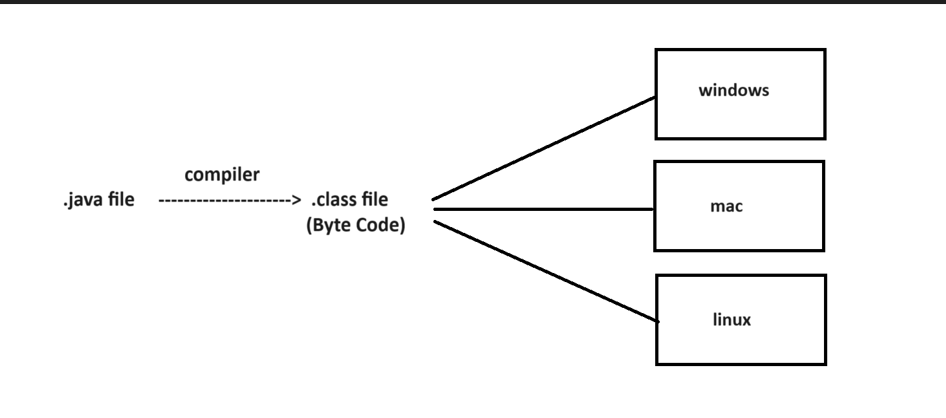 compiler
.java file ---------------------> .class file
(Byte Code)
windows
mac
linux